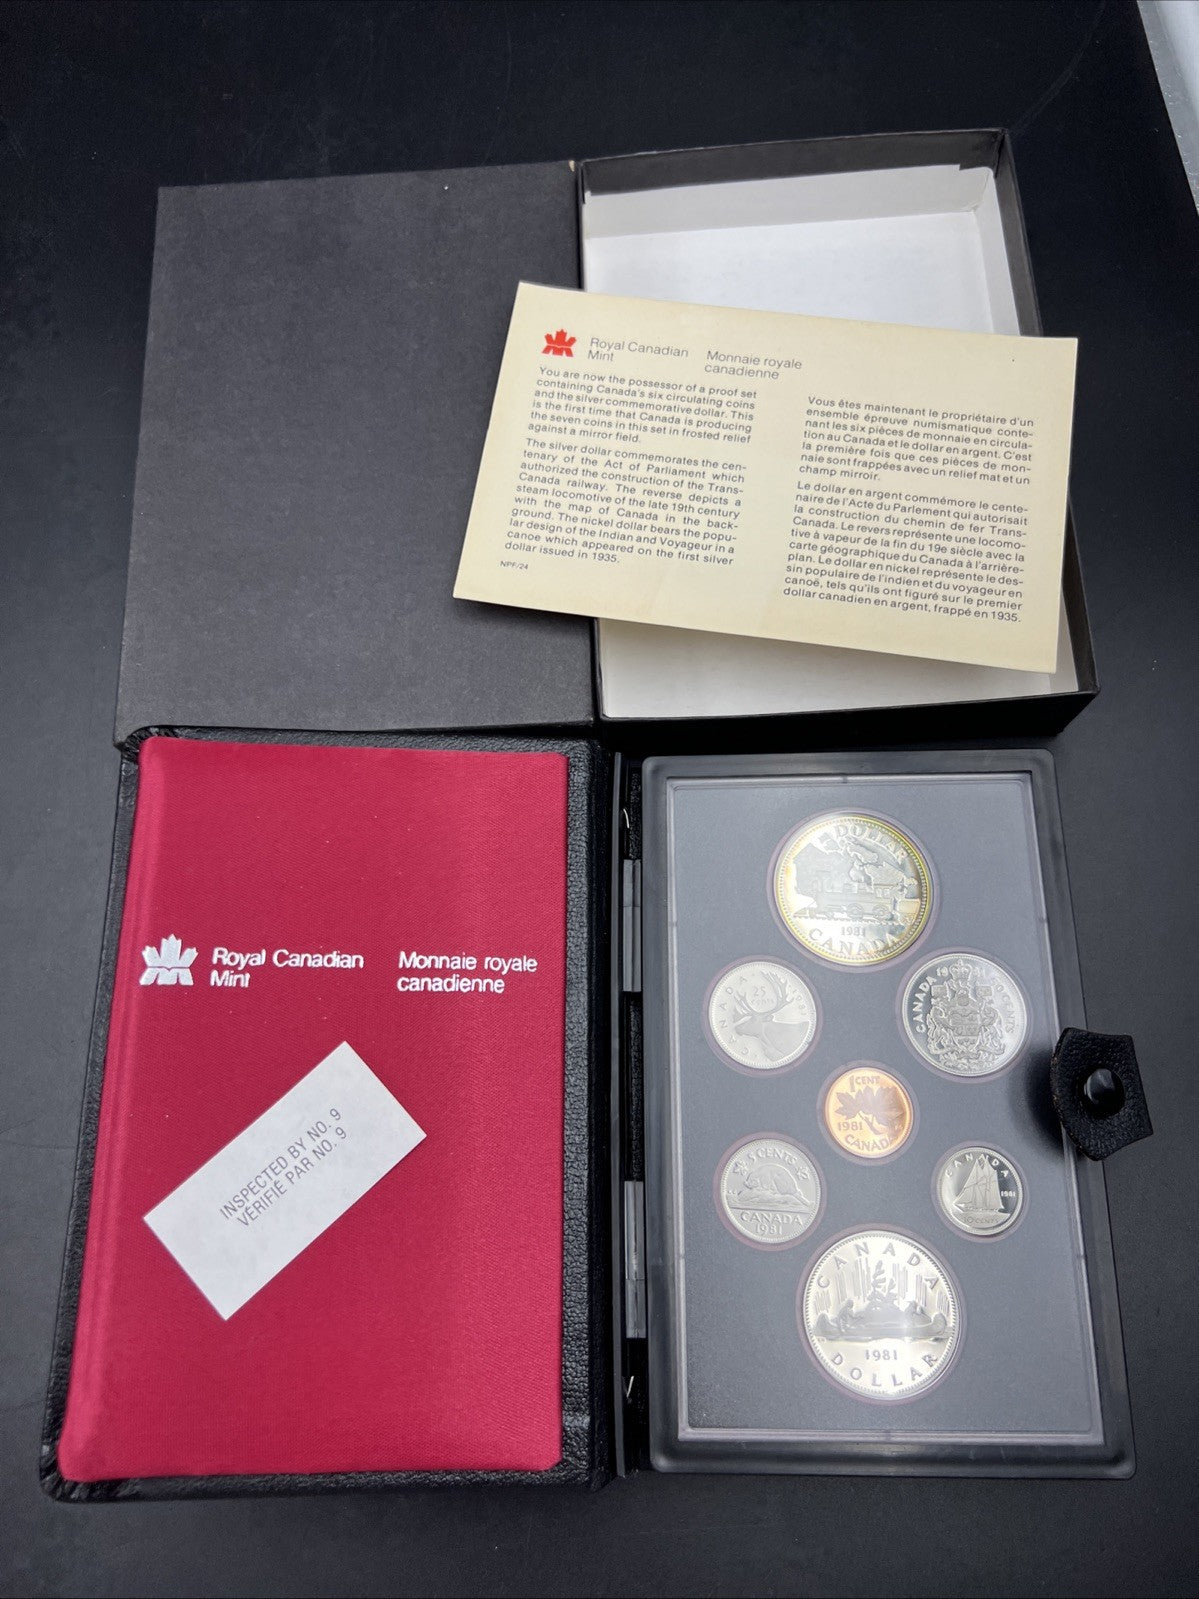 Royal Canadian
Mint
Monnaie royale
canadienne
You are now the possessor of a proof set
containing Canada's six circulating coins
and the silver commemorative dollar. This
is the first time that Canada is producing
the seven coins in this set in frosted relief
against a mirror field.
The silver dollar commemorates the cen-
tenary of the Act of Parliament which
authorized the construction of the Trans-
Canada railway. The reverse depicts a
steam locomotive of the late 19th century
with the map of Canada in the back-
ground. The nickel dollar bears the popu-
lar design of the Indian and Voyageur in a
canoe which appeared on the first silver
dollar issued in 1935.
NPF/24
Vous êtes maintenant le propriétaire d'un
ensemble épreuve numismatique conte-
nant les six pièces de monnaie en circula-
tion au Canada et le dollar en argent. C'est
la première fois que ces pièces de mon-
naie sont frappées avec un relief mat et un
champ mirroir.
Le dollar en argent commémore le cente-
naire de l'Acte du Parlement qui autorisait
la construction du chemin de fer Trans-
Canada. Le revers représente une locomo-
tive à vapeur de la fin du 19e siècle avec la
carte géographique du Canada à l'arrière-
plan. Le dollar en nickel représente le des-
sin populaire de l'indien et du voyageur en
canoë, tels qu'ils ont figuré sur le premier
dollar canadien en argent, frappé en 1935.
Royal Canadian
Mint
Monnaie royale
canadienne
INSPECTED BY NO. 9
VÉRIFIÉ PAR NO. 9
DOLLAR
1981
CANADA
CANADA
25
CENTS
1981
CANADA
1981
50 CENTS
1 CENT
1981
CANADA
5 CENTS
CANADA
1981
CANADA
1981
10 CENTS
CANADA
1981
DOLLAR